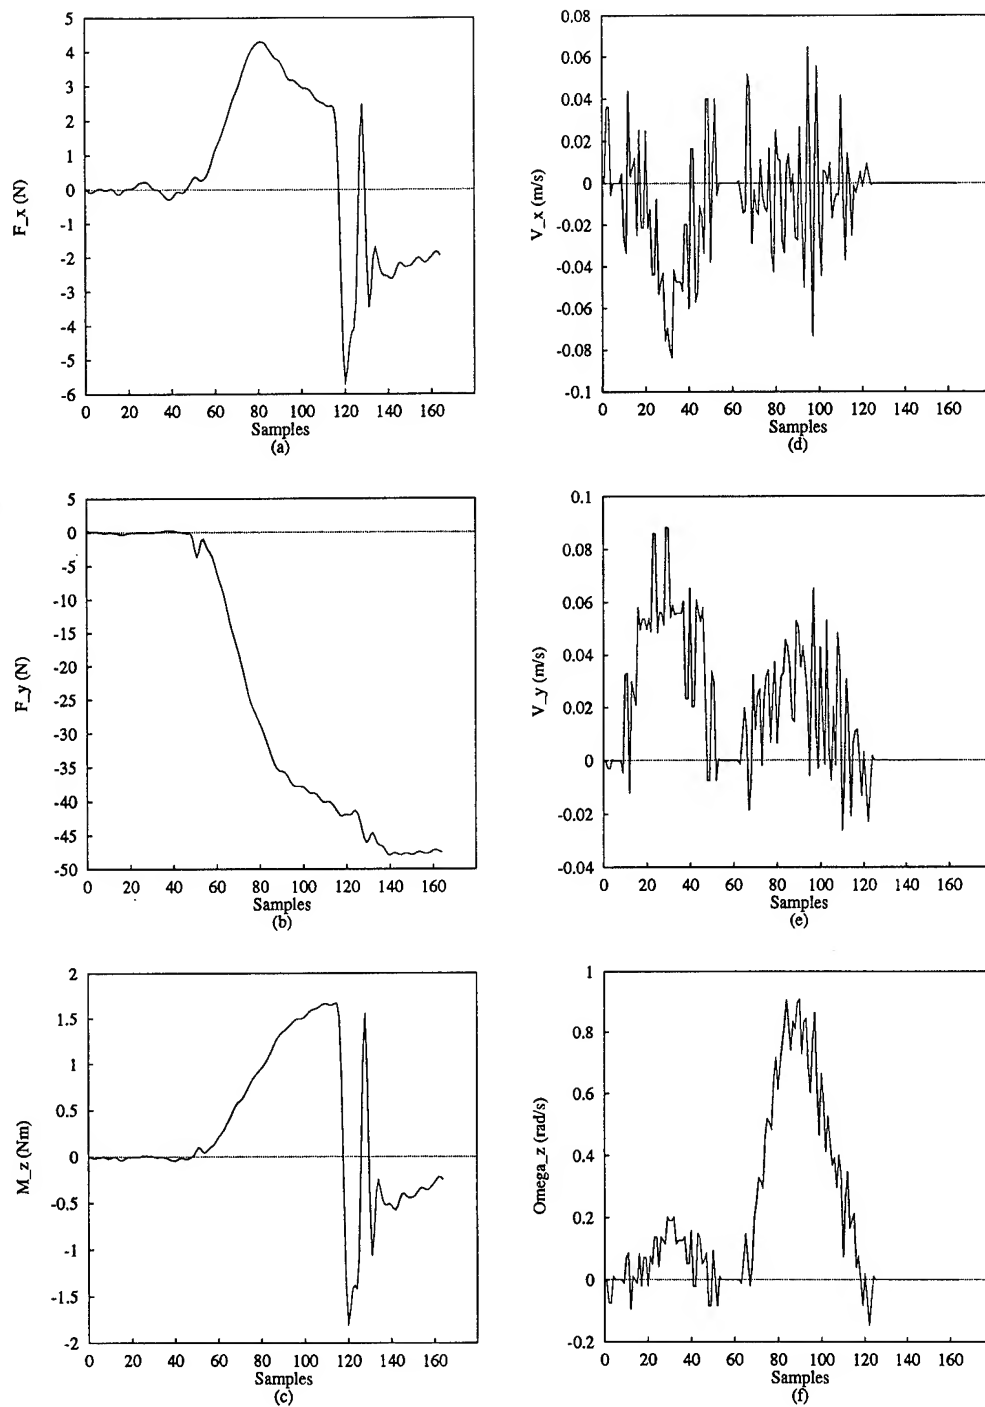 5
4
3
2
1
0
-1
-2
-3
-4
-5
-6
F_x (N)
0 20 40 60 80 100 120 140 160
Samples
(a)
0.08
0.06
0.04
0.02
0
-0.02
-0.04
-0.06
-0.08
-0.1
V_x (m/s)
0 20 40 60 80 100 120 140 160
Samples
(d)
5
0
-5
-10
-15
-20
-25
-30
-35
-40
-45
-50
F_y (N)
0 20 40 60 80 100 120 140 160
Samples
(b)
0.1
0.08
0.06
0.04
0.02
0
-0.02
-0.04
V_y (m/s)
0 20 40 60 80 100 120 140 160
Samples
(e)
2
1.5
1
0.5
0
-0.5
-1
-1.5
-2
M_z (Nm)
0 20 40 60 80 100 120 140 160
Samples
(c)
1
0.8
0.6
0.4
0.2
0
-0.2
Omega_z (rad/s)
0 20 40 60 80 100 120 140 160
Samples
(f)